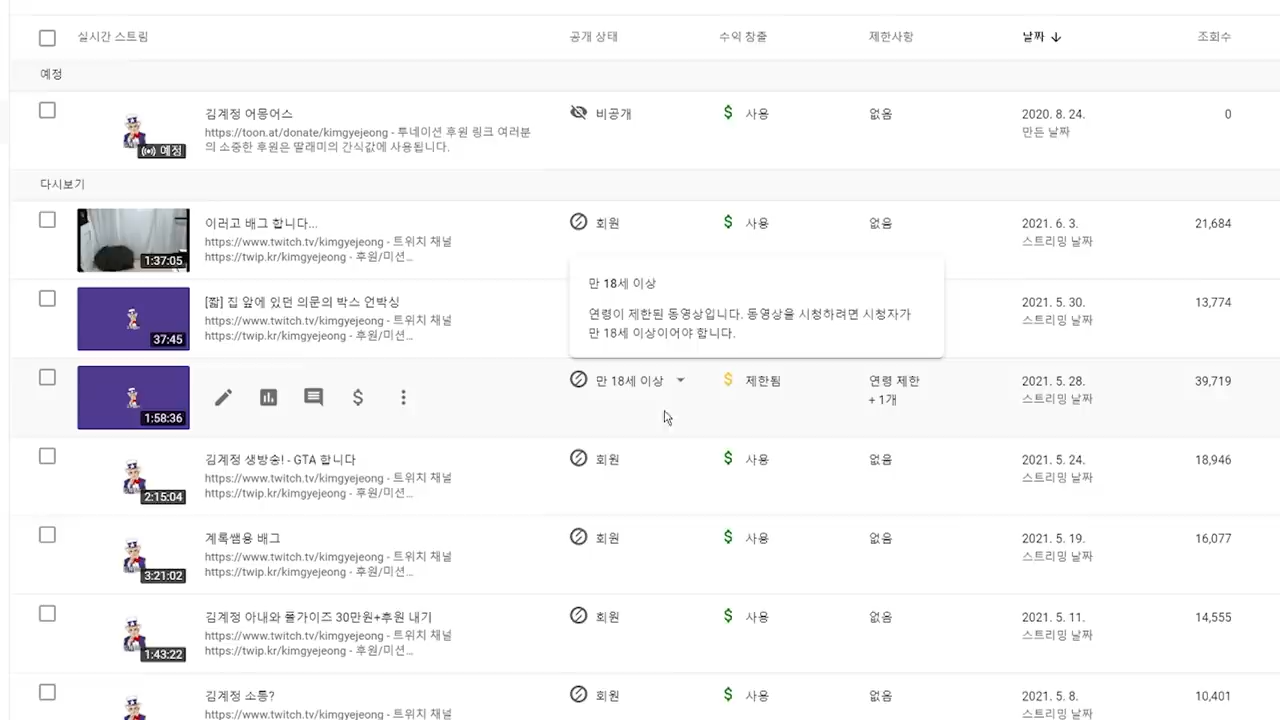 실시간 스트림 공개 상태 수익 창출 제한사항 날짜 조회수
예정
김계정 어몽어스 비공개 $ 사용 없음 2020. 8. 24. 0
https://toon.at/donate/kimgyejeong - 투네이션 후원 링크 여러분 만든 날짜
의 소중한 후원은 딸래미의 간식값에 사용됩니다.
예정
다시보기
이러고 배그 합니다... 회원 $ 사용 없음 2021. 6. 3. 21,684
https://www.twitch.tv/kimgyejeong - 트위치 채널 스트리밍 날짜
https://twip.kr/kimgyejeong - 후원/미션...
1:37:05
만 18세 이상
[짧] 집 앞에 있던 의문의 박스 언박싱 2021. 5. 30. 13,774
연령이 제한된 동영상입니다. 동영상을 시청하려면 시청자가
https://www.twitch.tv/kimgyejeong - 트위치 채널 스트리밍 날짜
만 18세 이상이어야 합니다.
https://twip.kr/kimgyejeong - 후원/미션...
37:45
만 18세 이상 $ 제한됨 연령 제한 2021. 5. 28. 39,719
+ 1개 스트리밍 날짜
1:58:36
김계정 생방송! - GTA 합니다 회원 $ 사용 없음 2021. 5. 24. 18,946
https://www.twitch.tv/kimgyejeong - 트위치 채널 스트리밍 날짜
https://twip.kr/kimgyejeong - 후원/미션...
2:15:04
계록쌤용 배그 회원 $ 사용 없음 2021. 5. 19. 16,077
https://www.twitch.tv/kimgyejeong - 트위치 채널 스트리밍 날짜
https://twip.kr/kimgyejeong - 후원/미션...
3:21:02
김계정 아내와 폴가이즈 30만원+후원 내기 회원 $ 사용 없음 2021. 5. 11. 14,555
https://www.twitch.tv/kimgyejeong - 트위치 채널 스트리밍 날짜
https://twip.kr/kimgyejeong - 후원/미션...
1:43:22
김계정 소통? 회원 $ 사용 없음 2021. 5. 8. 10,401
https://www.twitch.tv/kimgyejeong - 트위치 채널 스트리밍 날짜